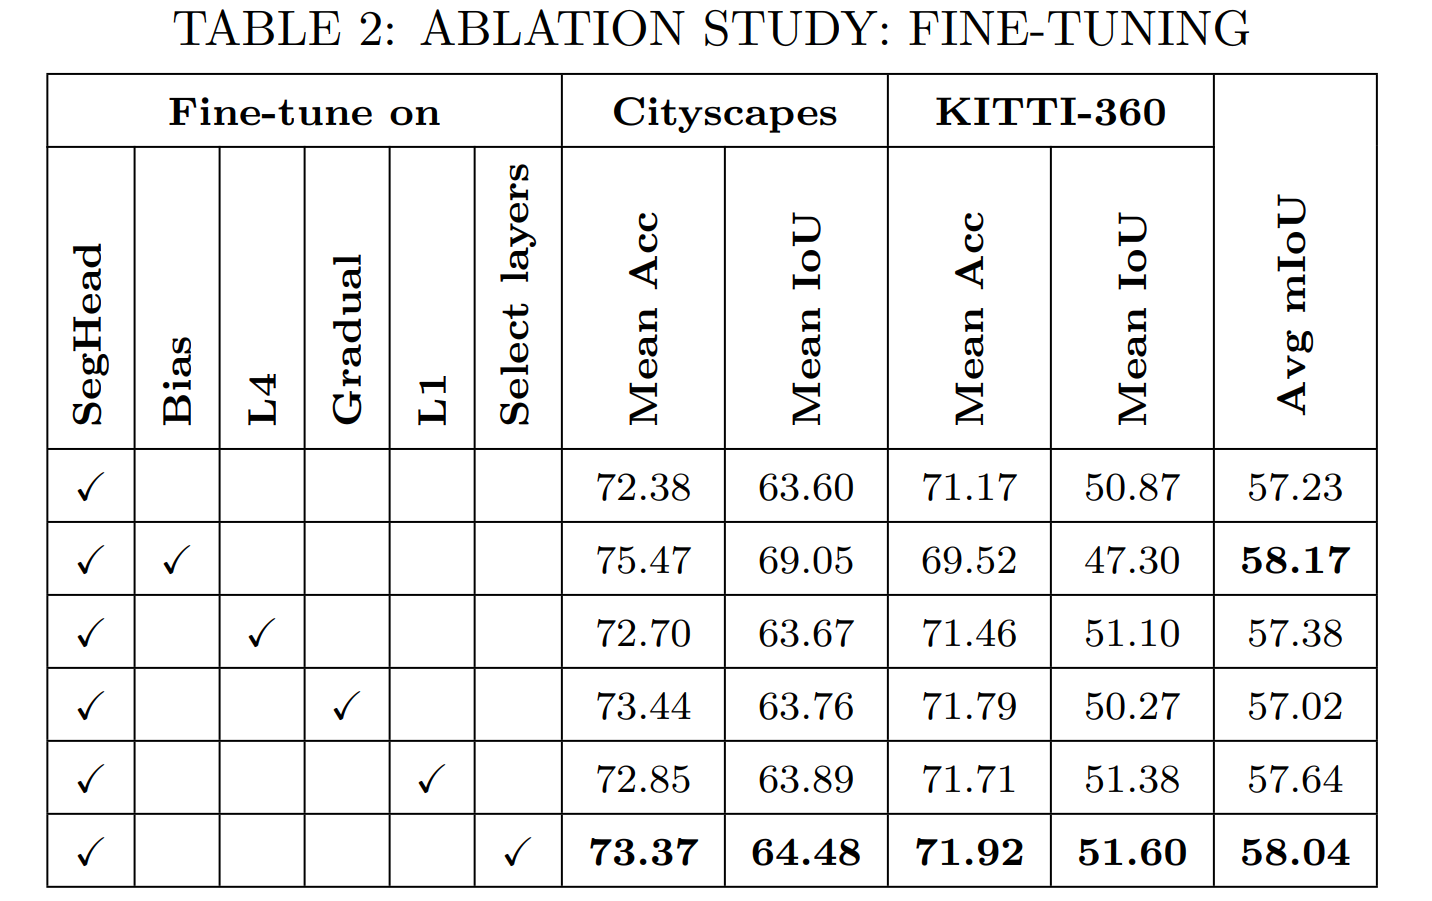 TABLE 2: ABLATION STUDY: FINE-TUNING
Fine-tune on Cityscapes KITTI-360
SegHead Bias L4 Gradual L1 Select layers Mean Acc Mean IoU Mean Acc Mean IoU Avg mIoU
✓ 72.38 63.60 71.17 50.87 57.23
✓ ✓ 75.47 69.05 69.52 47.30 58.17
✓ ✓ 72.70 63.67 71.46 51.10 57.38
✓ ✓ 73.44 63.76 71.79 50.27 57.02
✓ ✓ 72.85 63.89 71.71 51.38 57.64
✓ ✓ 73.37 64.48 71.92 51.60 58.04